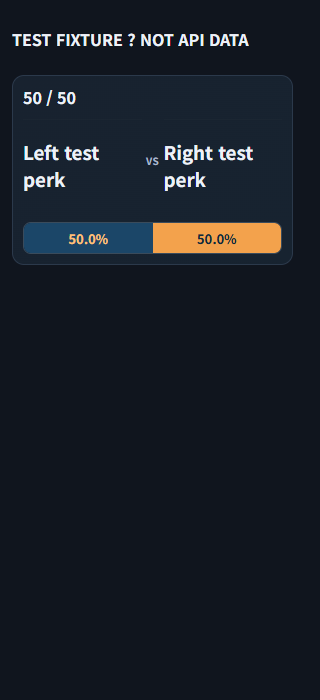 TEST FIXTURE ? NOT API DATA
50 / 50
Left test
perk
vs
Right test
perk
50.0%
50.0%